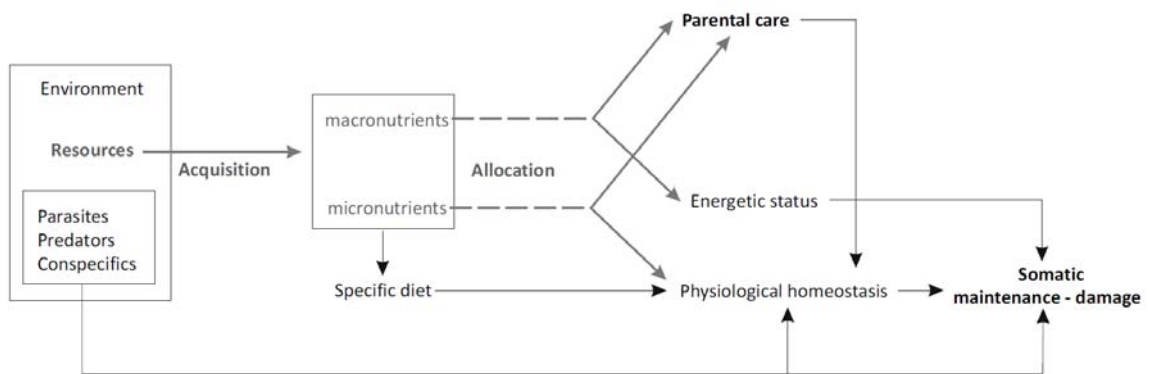 Parental care
Environment
macronutrients
Resources
Acquisition
Allocation
micronutrients
Energetic status
Parasites
Predators
Conspecifics
Specific diet
Physiological homeostasis
Somatic
maintenance - damage